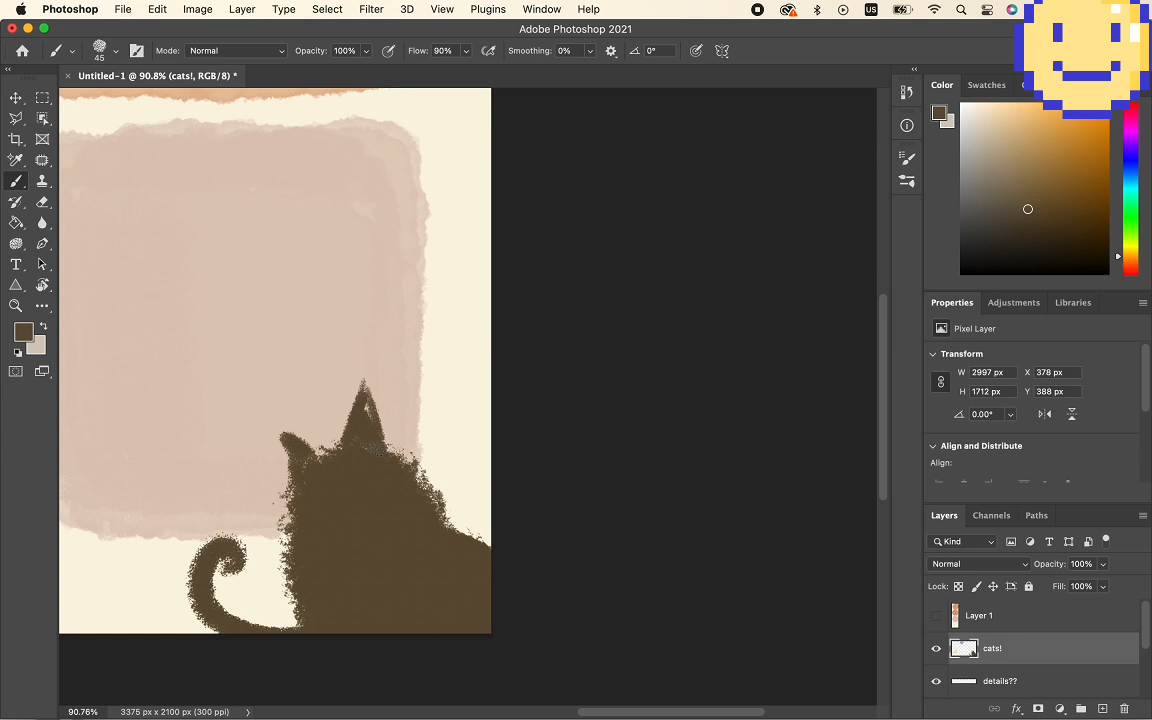 Photoshop File Edit Image Layer Type Select Filter 3D View Plugins Window Help US
Adobe Photoshop 2021
45 Mode: Normal Opacity: 100% Flow: 90% Smoothing: 0% 0°
Untitled-1 @ 90.8% (cats!, RGB/8) *
Color Swatches
Properties Adjustments Libraries
Pixel Layer
Transform
W 2997 px X 378 px
H 1712 px Y 388 px
0.00°
Align and Distribute
Align:
Layers Channels Paths
Kind
Normal Opacity: 100%
Lock: Fill: 100%
Layer 1
cats!
details??
fx
90.76% 3375 px x 2100 px (300 ppi)